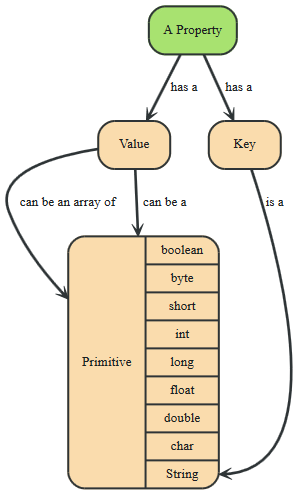 A Property
has a
has a
Value
Key
can be an array of
can be a
is a
Primitive
boolean
byte
short
int
long
float
double
char
String